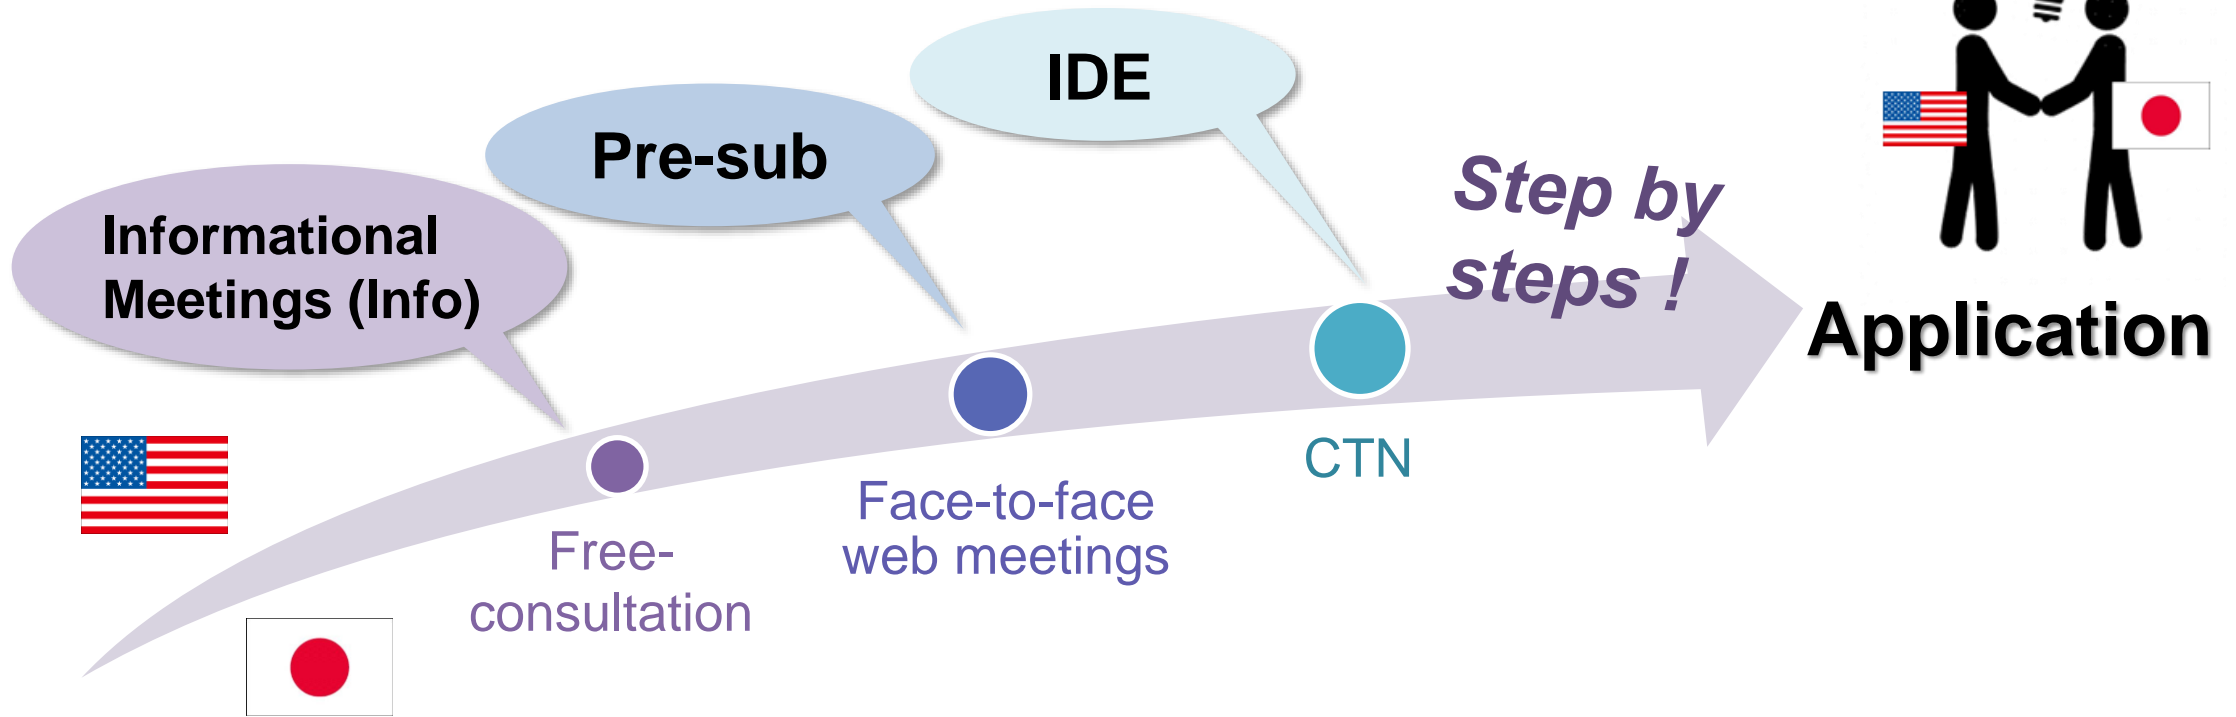 IDE
Pre-sub
Informational
Meetings (Info)
Step by
steps !
Application
CTN
Face-to-face
web meetings
Free-
consultation